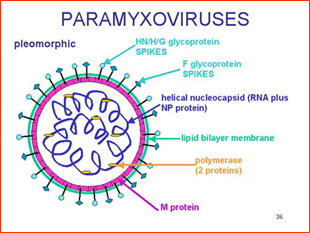 PARAMYXOVIRUSES
pleomorphic
HN/H/G glycoprotein
SPIKES
F glycoprotein
SPIKES
helical nucleocapsid (RNA plus
NP protein)
lipid bilayer membrane
polymerase
(2 proteins)
M protein
36